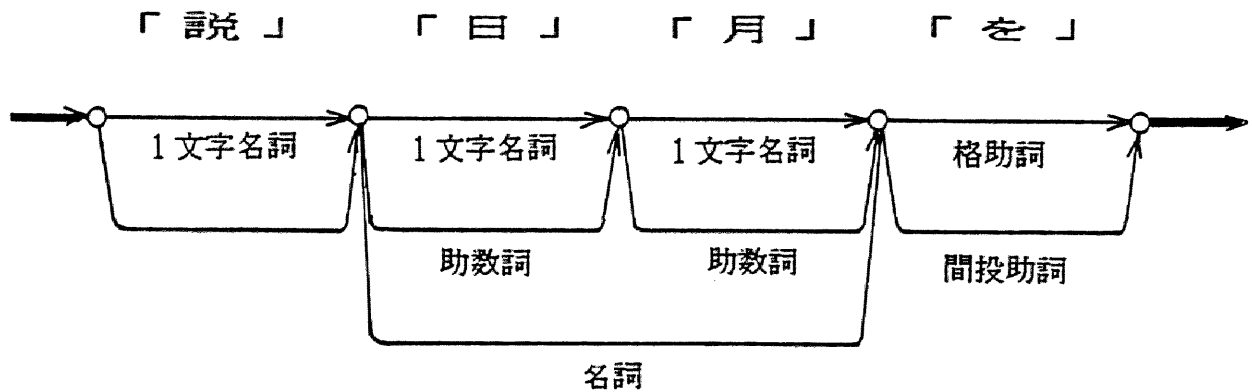 「説」 「日」 「月」 「を」
1文字名詞 1文字名詞 1文字名詞 格助詞
助数詞 助数詞 間投助詞
名詞